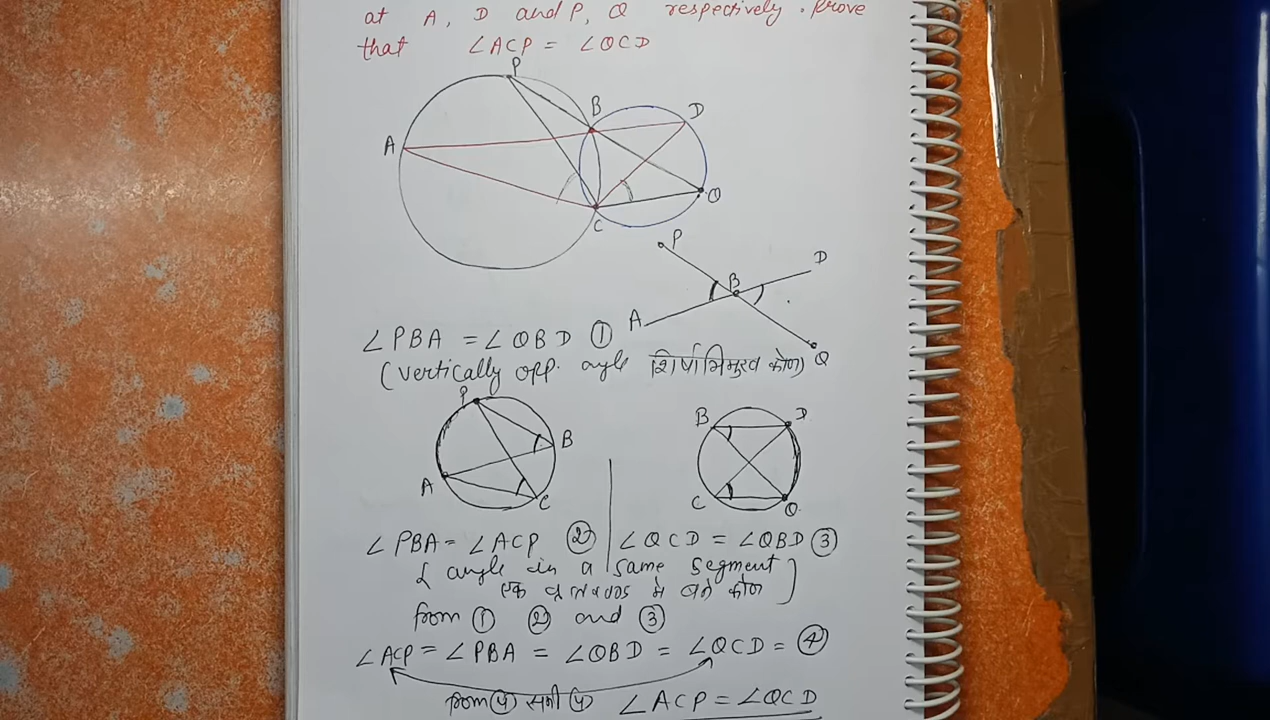 at A, D and P, Q respectively. Prove
that ∠ACP = ∠QCD
P
B
D
A
Q
C
P
D
B
A
Q
∠PBA = ∠QBD ①
(vertically opp. angle शिर्षाभिमुख कोण)
P
B
A
C
B
D
C
Q
∠PBA = ∠ACP ②
∠QCD = ∠QBD ③
{ angle in a same segment
एक वृत्तखण्ड मे बने कोण }
from ① ② and ③
∠ACP = ∠PBA = ∠QBD = ∠QCD = ④
from ④ ∠ACP = ∠QCD